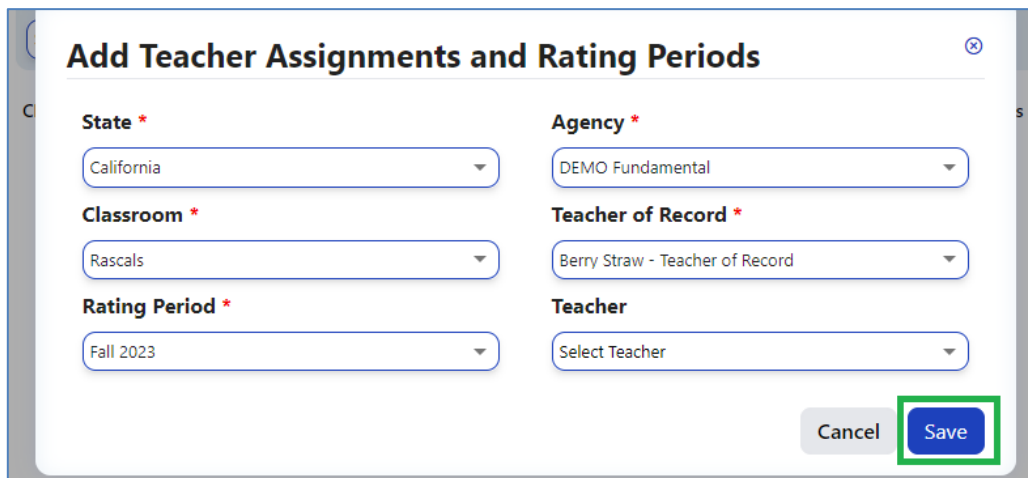 Add Teacher Assignments and Rating Periods
State * Agency *
California DEMO Fundamental
Classroom * Teacher of Record *
Rascals Berry Straw - Teacher of Record
Rating Period * Teacher
Fall 2023 Select Teacher
Cancel Save